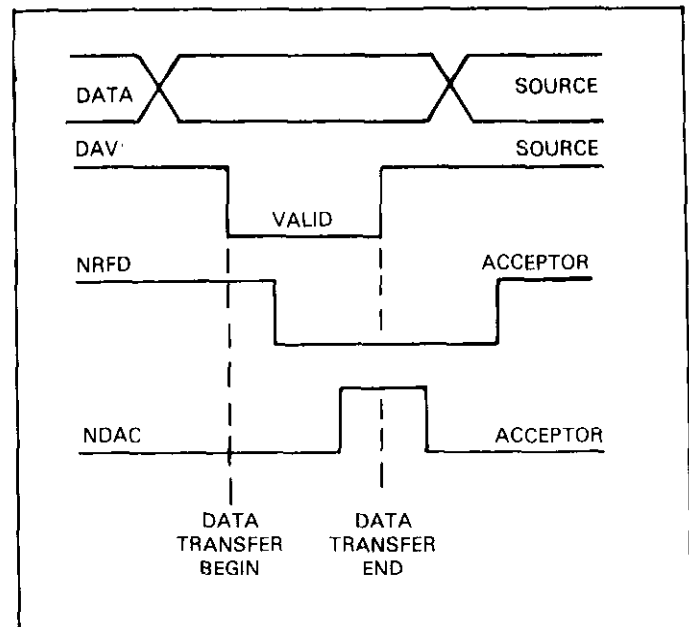 DATA SOURCE
DAV SOURCE
VALID
NRFD ACCEPTOR
NDAC ACCEPTOR
DATA TRANSFER BEGIN
DATA TRANSFER END